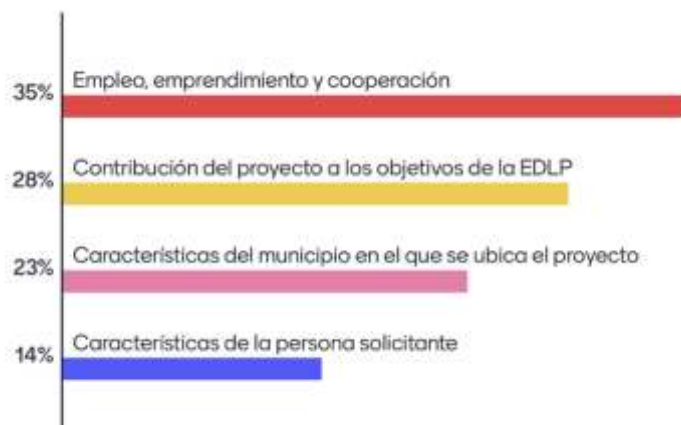 Empleo, emprendimiento y cooperación
35%
Contribución del proyecto a los objetivos de la EDLP
28%
Características del municipio en el que se ubica el proyecto
23%
Características de la persona solicitante
14%